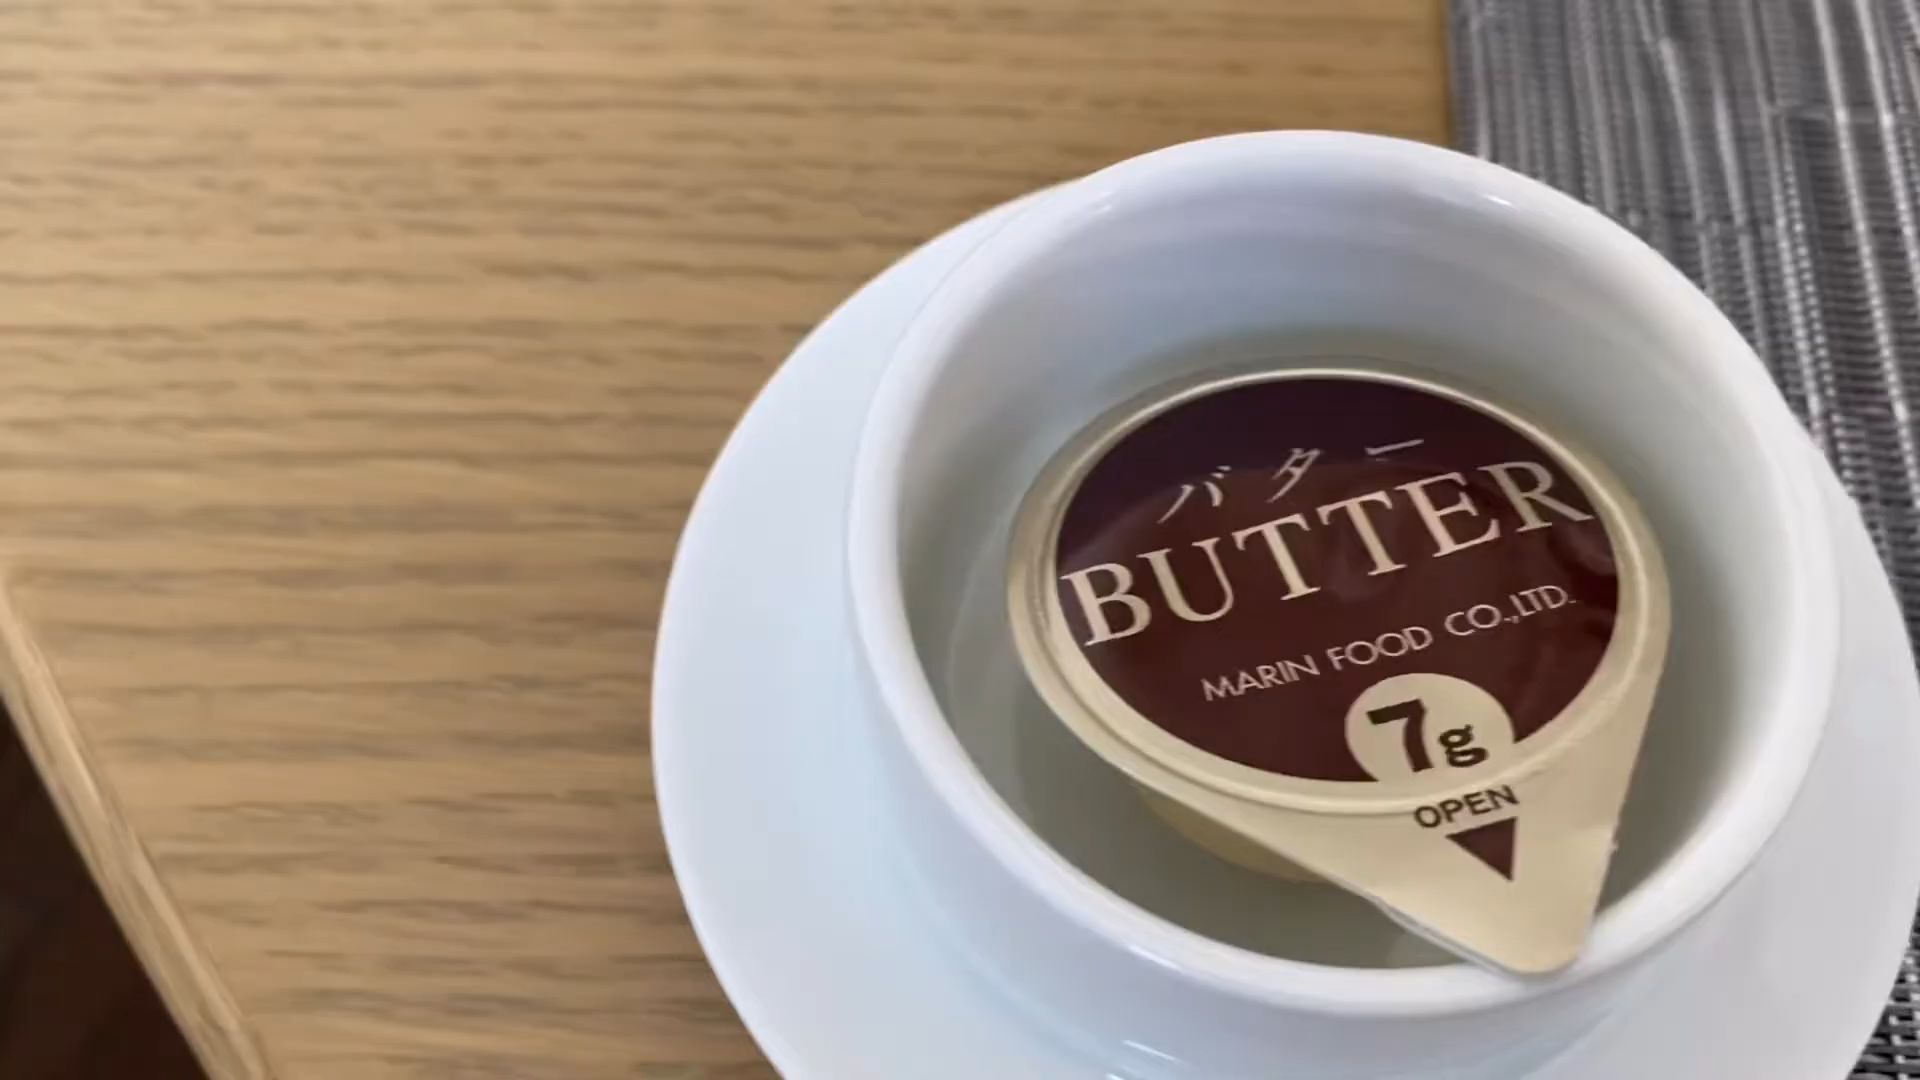 バター
BUTTER
MARIN FOOD CO.,LTD.
7g
OPEN